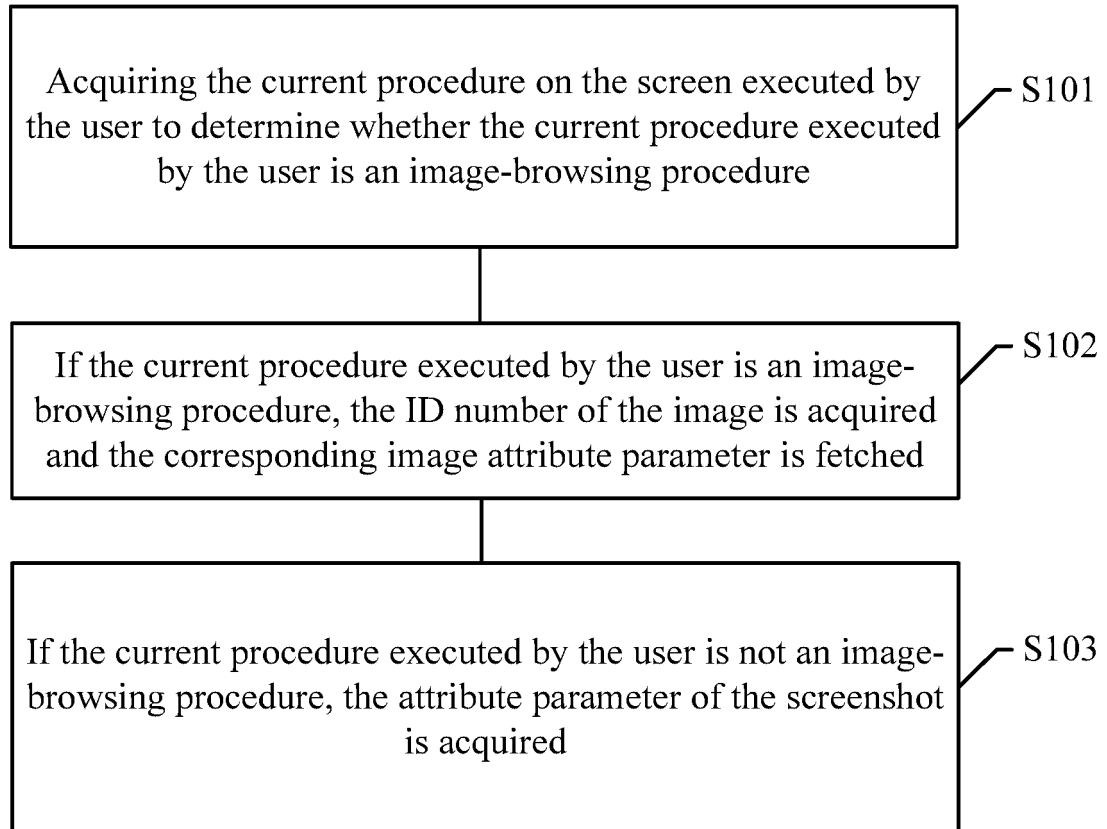 Acquiring the current procedure on the screen executed by
the user to determine whether the current procedure executed
by the user is an image-browsing procedure
S101
If the current procedure executed by the user is an image-
browsing procedure, the ID number of the image is acquired
and the corresponding image attribute parameter is fetched
S102
If the current procedure executed by the user is not an image-
browsing procedure, the attribute parameter of the screenshot
is acquired
S103